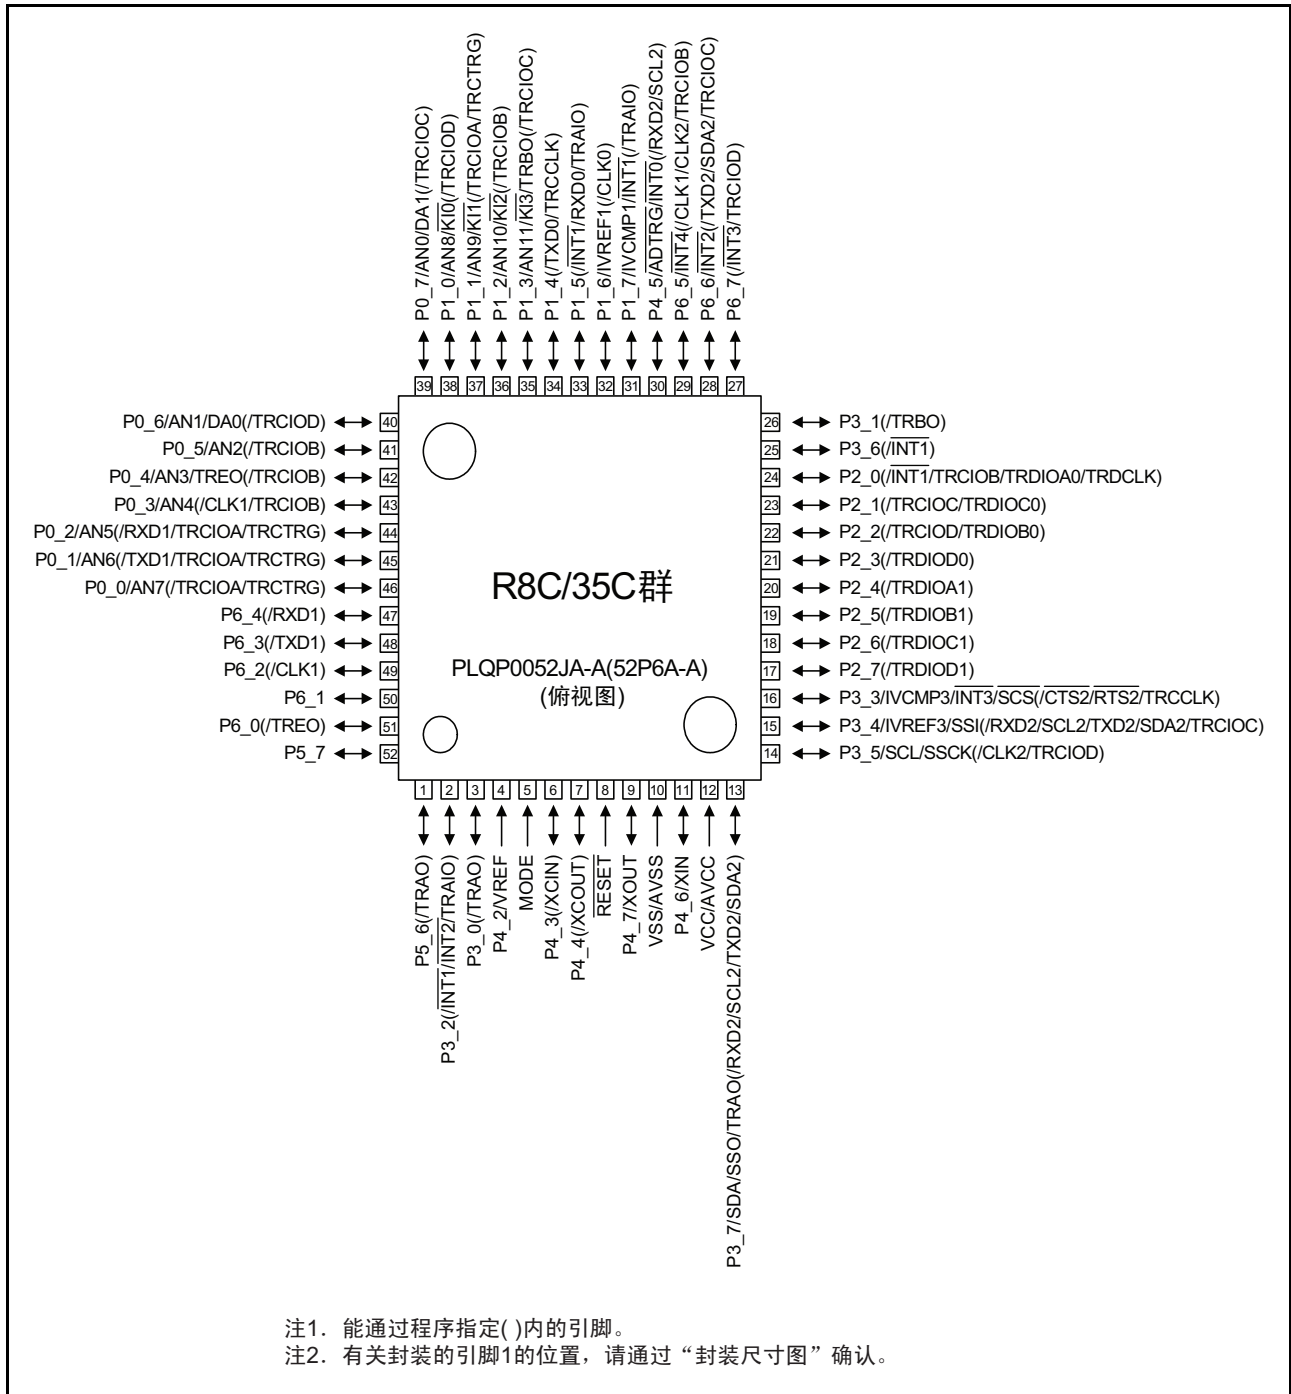 P0_7/AN0/DA1(/TRCIOC)
P1_0/AN8/KI0(/TRCIOD)
P1_1/AN9/KI1(/TRCIOA/TRCTRG)
P1_2/AN10/KI2(/TRCIOB)
P1_3/AN11/KI3/TRBO(/TRCIOC)
P1_4(/TXD0/TRCCLK)
P1_5(/INT1/RXD0/TRAIO)
P1_6/IVREF1(/CLK0)
P1_7/IVCMP1/INT1(/TRAIO)
P4_5/ADTRG/INT0(/RXD2/SCL2)
P6_5/INT4(/CLK1/CLK2/TRCIOB)
P6_6/INT2(/TXD2/SDA2/TRCIOC)
P6_7(/INT3/TRCIOD)
39 38 37 36 35 34 33 32 31 30 29 28 27
P0_6/AN1/DA0(/TRCIOD) 40
P0_5/AN2(/TRCIOB) 41
P0_4/AN3/TREO(/TRCIOB) 42
P0_3/AN4(/CLK1/TRCIOB) 43
P0_2/AN5(/RXD1/TRCIOA/TRCTRG) 44
P0_1/AN6(/TXD1/TRCIOA/TRCTRG) 45
P0_0/AN7(/TRCIOA/TRCTRG) 46
P6_4(/RXD1) 47
P6_3(/TXD1) 48
P6_2(/CLK1) 49
P6_1 50
P6_0(/TREO) 51
P5_7 52
R8C/35C群
PLQP0052JA-A(52P6A-A)
(俯视图)
26 P3_1(/TRBO)
25 P3_6(/INT1)
24 P2_0(/INT1/TRCIOB/TRDIOA0/TRDCLK)
23 P2_1(/TRCIOC/TRDIOC0)
22 P2_2(/TRCIOD/TRDIOB0)
21 P2_3(/TRDIOD0)
20 P2_4(/TRDIOA1)
19 P2_5(/TRDIOB1)
18 P2_6(/TRDIOC1)
17 P2_7(/TRDIOD1)
16 P3_3/IVCMP3/INT3/SCS(/CTS2/RTS2/TRCCLK)
15 P3_4/IVREF3/SSI(/RXD2/SCL2/TXD2/SDA2/TRCIOC)
14 P3_5/SCL/SSCK(/CLK2/TRCIOD)
1 2 3 4 5 6 7 8 9 10 11 12 13
P5_6(/TRAO)
P3_2(/INT1/INT2/TRAIO)
P3_0(/TRAO)
P4_2/VREF
MODE
P4_3(/XCIN)
P4_4(/XCOUT)
RESET
P4_7/XOUT
VSS/AVSS
P4_6/XIN
VCC/AVCC
P3_7/SDA/SSO/TRAO(/RXD2/SCL2/TXD2/SDA2)
注1. 能通过程序指定( )内的引脚。
注2. 有关封装的引脚1的位置，请通过“封装尺寸图”确认。